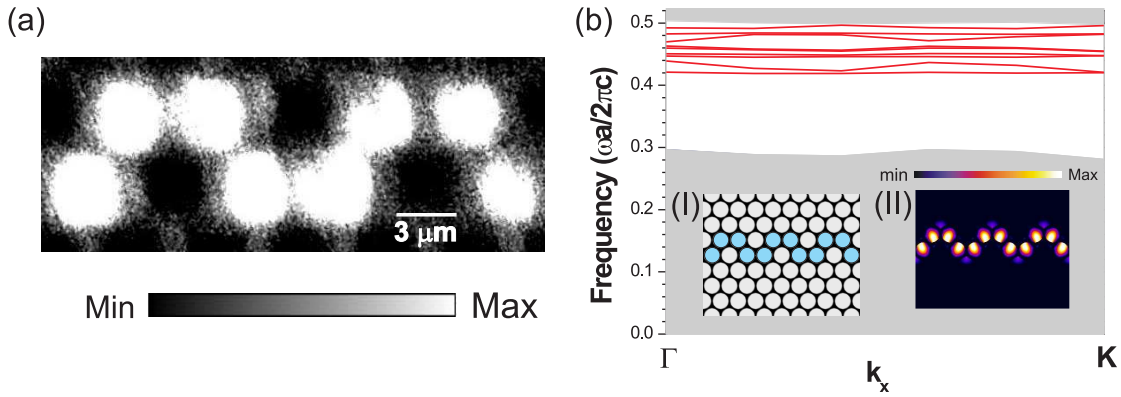 (a)
3 μm
Min Max
(b)
Frequency (ωa/2πc)
0.5
0.4
0.3
0.2
0.1
0.0
min Max
(I)
(II)
Γ
kₓ
K